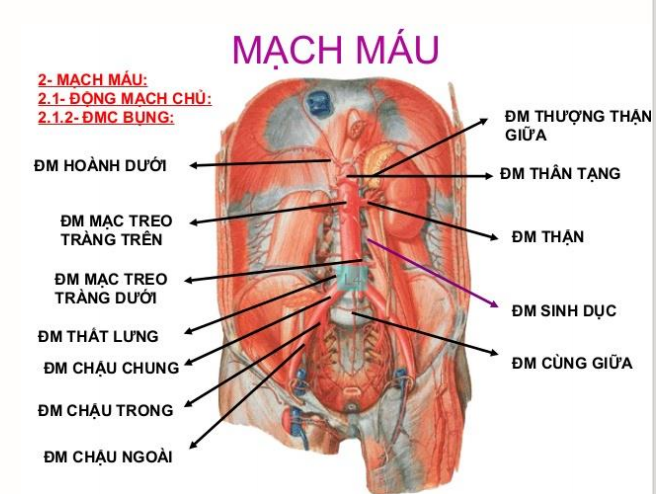 MẠCH MÁU
2- MẠCH MÁU:
2.1- ĐỘNG MẠCH CHỦ:
2.1.2- ĐMC BỤNG:
ĐM HOÀNH DƯỚI
ĐM MẠC TREO
TRÀNG TRÊN
ĐM MẠC TREO
TRÀNG DƯỚI
ĐM THẮT LƯNG
ĐM CHẬU CHUNG
ĐM CHẬU TRONG
ĐM CHẬU NGOÀI
ĐM THƯỢNG THẬN
GIỮA
ĐM THÂN TẠNG
ĐM THẬN
ĐM SINH DỤC
ĐM CÙNG GIỮA